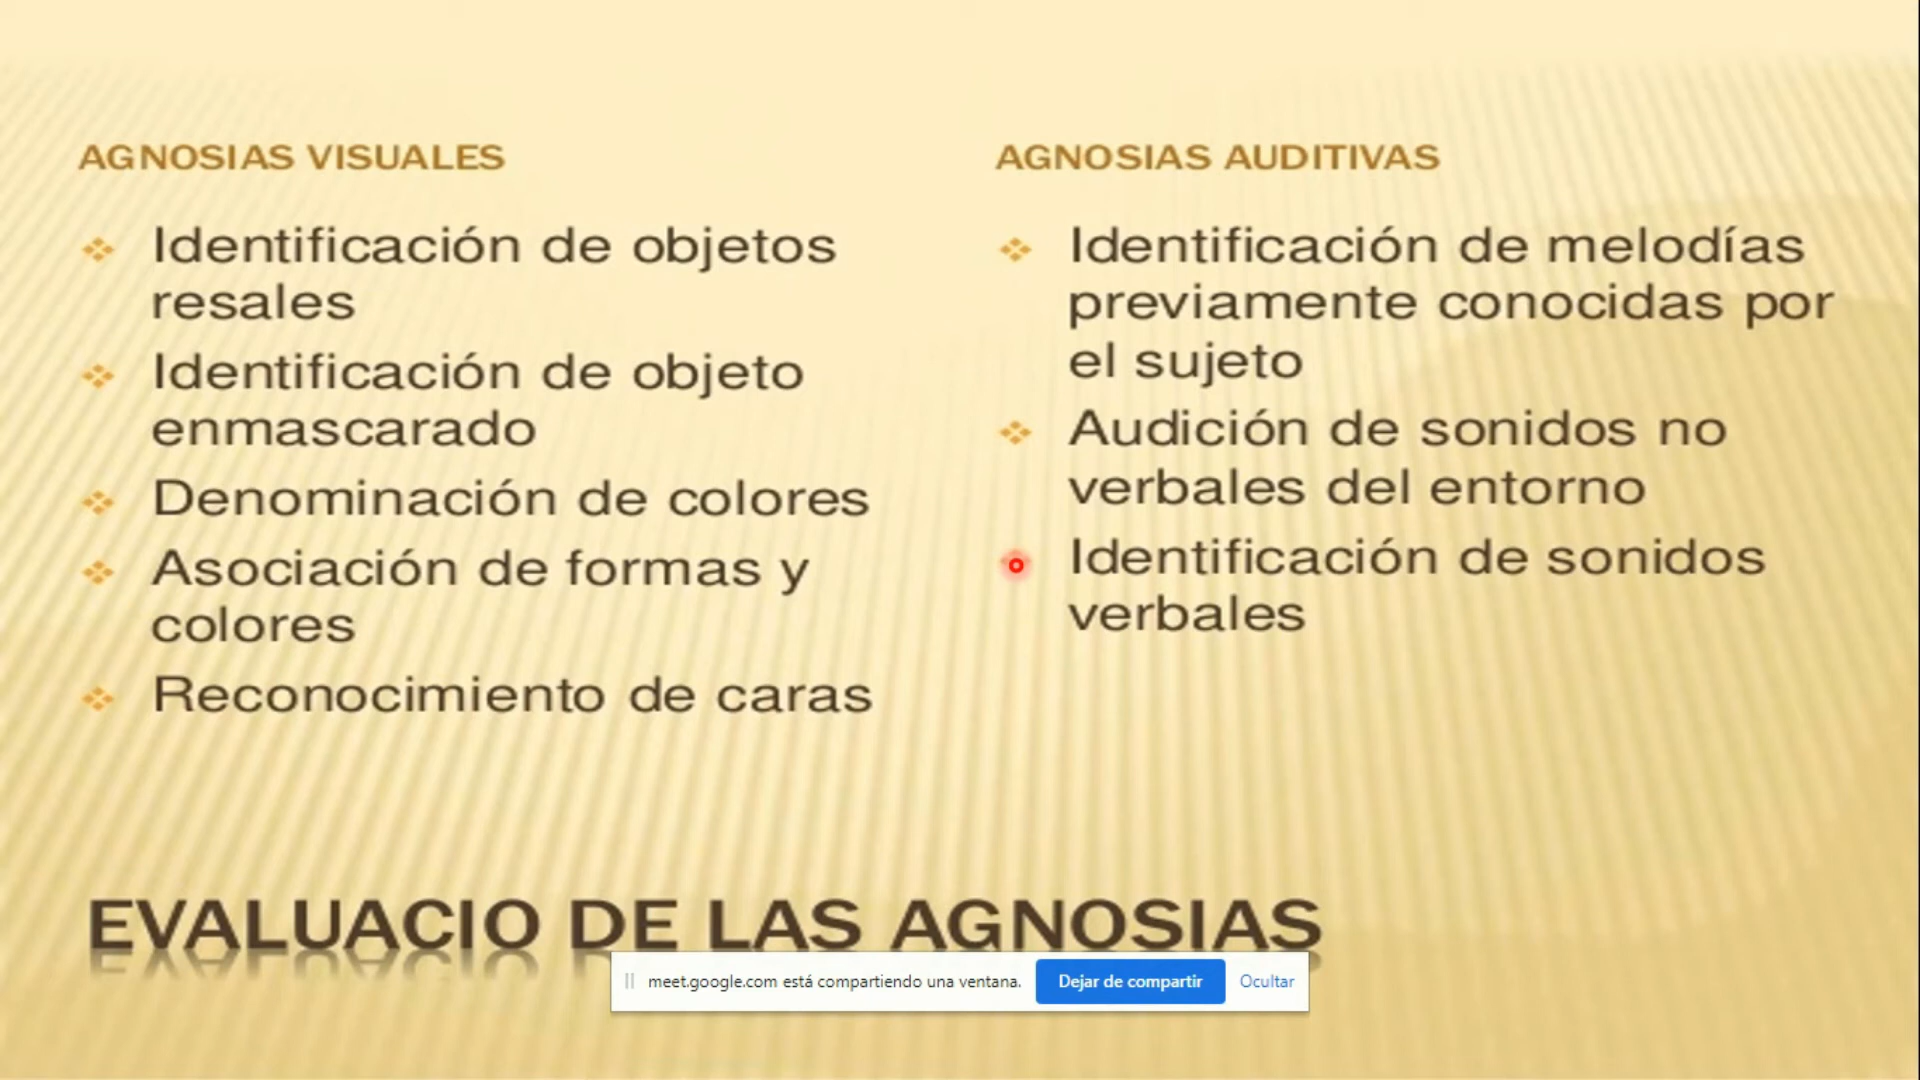 AGNOSIAS VISUALES
Identificación de objetos
resales
Identificación de objeto
enmascarado
Denominación de colores
Asociación de formas y
colores
Reconocimiento de caras
AGNOSIAS AUDITIVAS
Identificación de melodías
previamente conocidas por
el sujeto
Audición de sonidos no
verbales del entorno
Identificación de sonidos
verbales
EVALUACIO DE LAS AGNOSIAS
meet.google.com está compartiendo una ventana. Dejar de compartir Ocultar